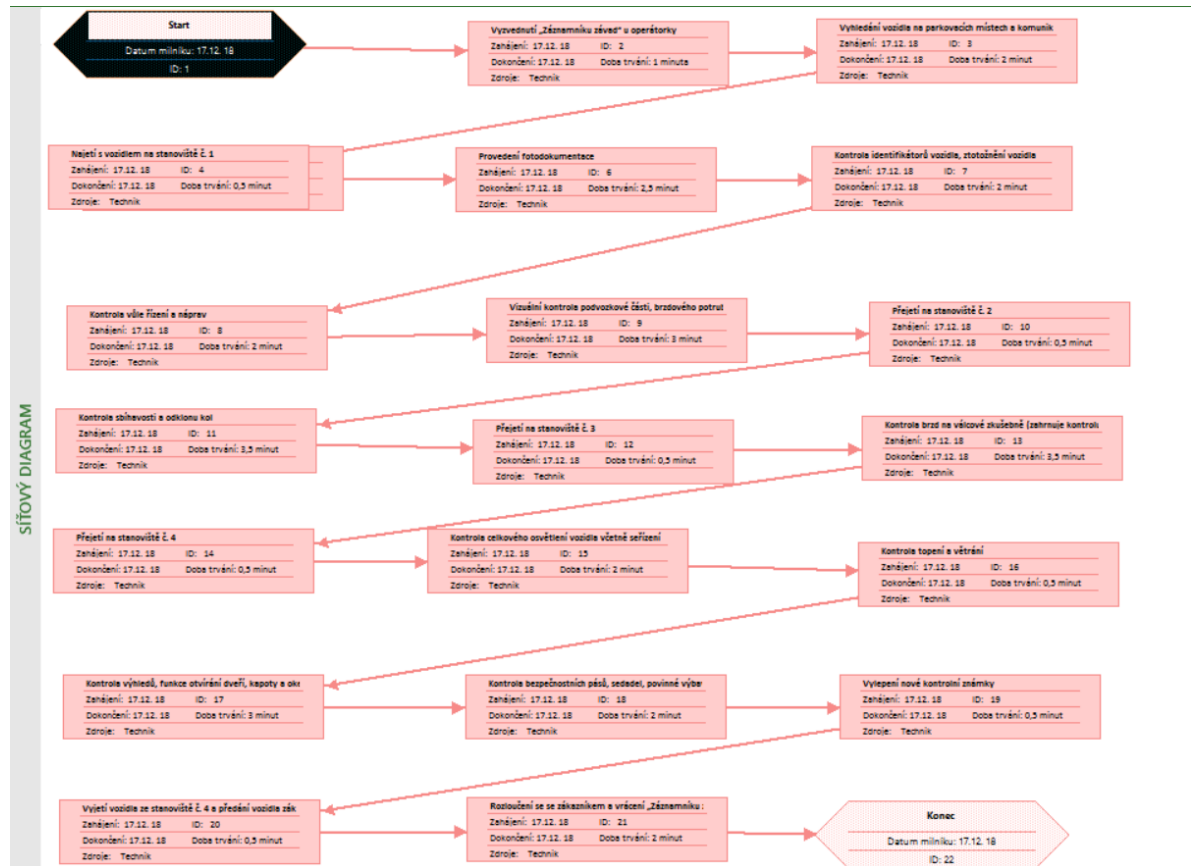 SÍŤOVÝ DIAGRAM
Start
Datum milníku: 17.12. 18
ID: 1
Vyzvednutí „Záznamníku závad" u operátorky
Zahájení: 17.12. 18 ID: 2
Dokončení: 17.12. 18 Doba trvání: 1 minuta
Zdroje: Technik
Vyhledání vozidla na parkovacích místech a komunik
Zahájení: 17.12. 18 ID: 3
Dokončení: 17.12. 18 Doba trvání: 2 minut
Zdroje: Technik
Najetí s vozidlem na stanoviště č. 1
Zahájení: 17.12. 18 ID: 4
Dokončení: 17.12. 18 Doba trvání: 0,5 minut
Zdroje: Technik
Provedení fotodokumentace
Zahájení: 17.12. 18 ID: 6
Dokončení: 17.12. 18 Doba trvání: 2,5 minut
Zdroje: Technik
Kontrola identifikátorů vozidla, ztotožnění vozidla
Zahájení: 17.12. 18 ID: 7
Dokončení: 17.12. 18 Doba trvání: 2 minut
Zdroje: Technik
Kontrola vůle řízení a náprav
Zahájení: 17.12. 18 ID: 8
Dokončení: 17.12. 18 Doba trvání: 2 minut
Zdroje: Technik
Vizuální kontrola podvozkové části, brzdového potrub
Zahájení: 17.12. 18 ID: 9
Dokončení: 17.12. 18 Doba trvání: 3 minut
Zdroje: Technik
Přejetí na stanoviště č. 2
Zahájení: 17.12. 18 ID: 10
Dokončení: 17.12. 18 Doba trvání: 0,5 minut
Zdroje: Technik
Kontrola sbíhavosti a odklonu kol
Zahájení: 17.12. 18 ID: 11
Dokončení: 17.12. 18 Doba trvání: 3,5 minut
Zdroje: Technik
Přejetí na stanoviště č. 3
Zahájení: 17.12. 18 ID: 12
Dokončení: 17.12. 18 Doba trvání: 0,5 minut
Zdroje: Technik
Kontrola brzd na válcové zkušebně (zahrnuje kontrolu
Zahájení: 17.12. 18 ID: 13
Dokončení: 17.12. 18 Doba trvání: 3,5 minut
Zdroje: Technik
Přejetí na stanoviště č. 4
Zahájení: 17.12. 18 ID: 14
Dokončení: 17.12. 18 Doba trvání: 0,5 minut
Zdroje: Technik
Kontrola celkového osvětlení vozidla včetně seřízení
Zahájení: 17.12. 18 ID: 15
Dokončení: 17.12. 18 Doba trvání: 2 minut
Zdroje: Technik
Kontrola topení a větrání
Zahájení: 17.12. 18 ID: 16
Dokončení: 17.12. 18 Doba trvání: 0,5 minut
Zdroje: Technik
Kontrola výhledů, funkce otvírání dveří, kapoty a oke
Zahájení: 17.12. 18 ID: 17
Dokončení: 17.12. 18 Doba trvání: 3 minut
Zdroje: Technik
Kontrola bezpečnostních pásů, sedadel, povinné výbav
Zahájení: 17.12. 18 ID: 18
Dokončení: 17.12. 18 Doba trvání: 2 minut
Zdroje: Technik
Vylepení nové kontrolní známky
Zahájení: 17.12. 18 ID: 19
Dokončení: 17.12. 18 Doba trvání: 0,5 minut
Zdroje: Technik
Vyjetí vozidla ze stanoviště č. 4 a předání vozidla zák
Zahájení: 17.12. 18 ID: 20
Dokončení: 17.12. 18 Doba trvání: 0,5 minut
Zdroje: Technik
Rozloučení se se zákazníkem a vrácení „Záznamníku
Zahájení: 17.12. 18 ID: 21
Dokončení: 17.12. 18 Doba trvání: 2 minut
Zdroje: Technik
Konec
Datum milníku: 17.12. 18
ID: 22